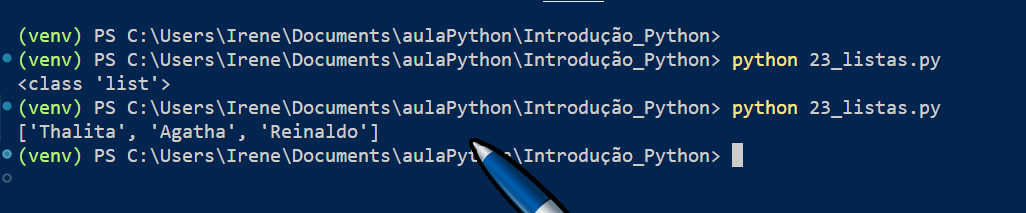 (venv) PS C:\Users\Irene\Documents\aulaPython\Introdução_Python>
(venv) PS C:\Users\Irene\Documents\aulaPython\Introdução_Python> python 23_listas.py
<class 'list'>
(venv) PS C:\Users\Irene\Documents\aulaPython\Introdução_Python> python 23_listas.py
['Thalita', 'Agatha', 'Reinaldo']
(venv) PS C:\Users\Irene\Documents\aulaPython\Introdução_Python>